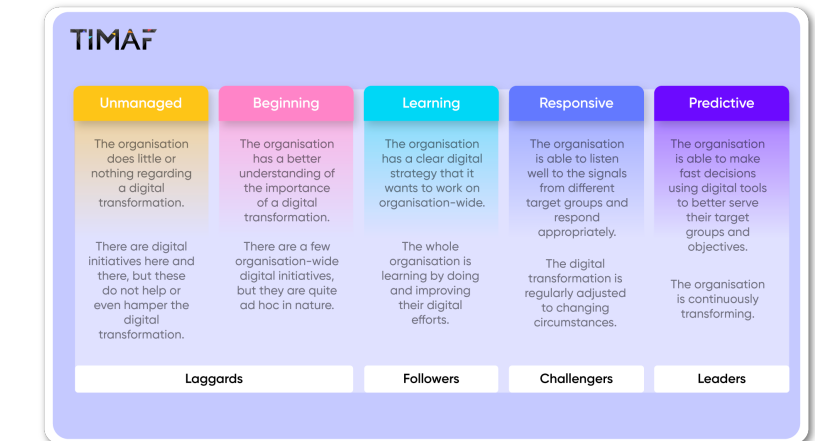 TIMAF
Unmanaged
The organisation
does little or
nothing regarding
a digital
transformation.
There are digital
initiatives here and
there, but these
do not help or
even hamper the
digital
transformation.
Beginning
The organisation
has a better
understanding of
the importance
of a digital
transformation.
There are a few
organisation-wide
digital initiatives,
but they are quite
ad hoc in nature.
Learning
The organisation
has a clear digital
strategy that it
wants to work on
organisation-wide.
The whole
organisation is
learning by doing
and improving
their digital
efforts.
Responsive
The organisation
is able to listen
well to the signals
from different
target groups and
respond
appropriately.
The digital
transformation is
regularly adjusted
to changing
circumstances.
Predictive
The organisation
is able to make
fast decisions
using digital tools
to better serve
their target
groups and
objectives.
The organisation
is continuously
transforming.
Laggards
Followers
Challengers
Leaders